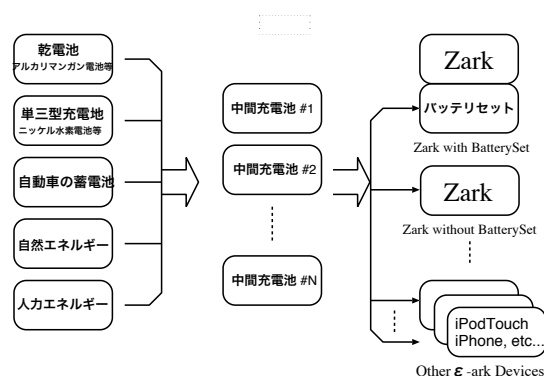 乾電池
アルカリマンガン電池等
単三型充電地
ニッケル水素電池等
自動車の蓄電池
自然エネルギー
人力エネルギー
中間充電池 #1
中間充電池 #2
中間充電池 #N
Zark
バッテリセット
Zark with BatterySet
Zark
Zark without BatterySet
iPodTouch
iPhone, etc...
Other ε -ark Devices